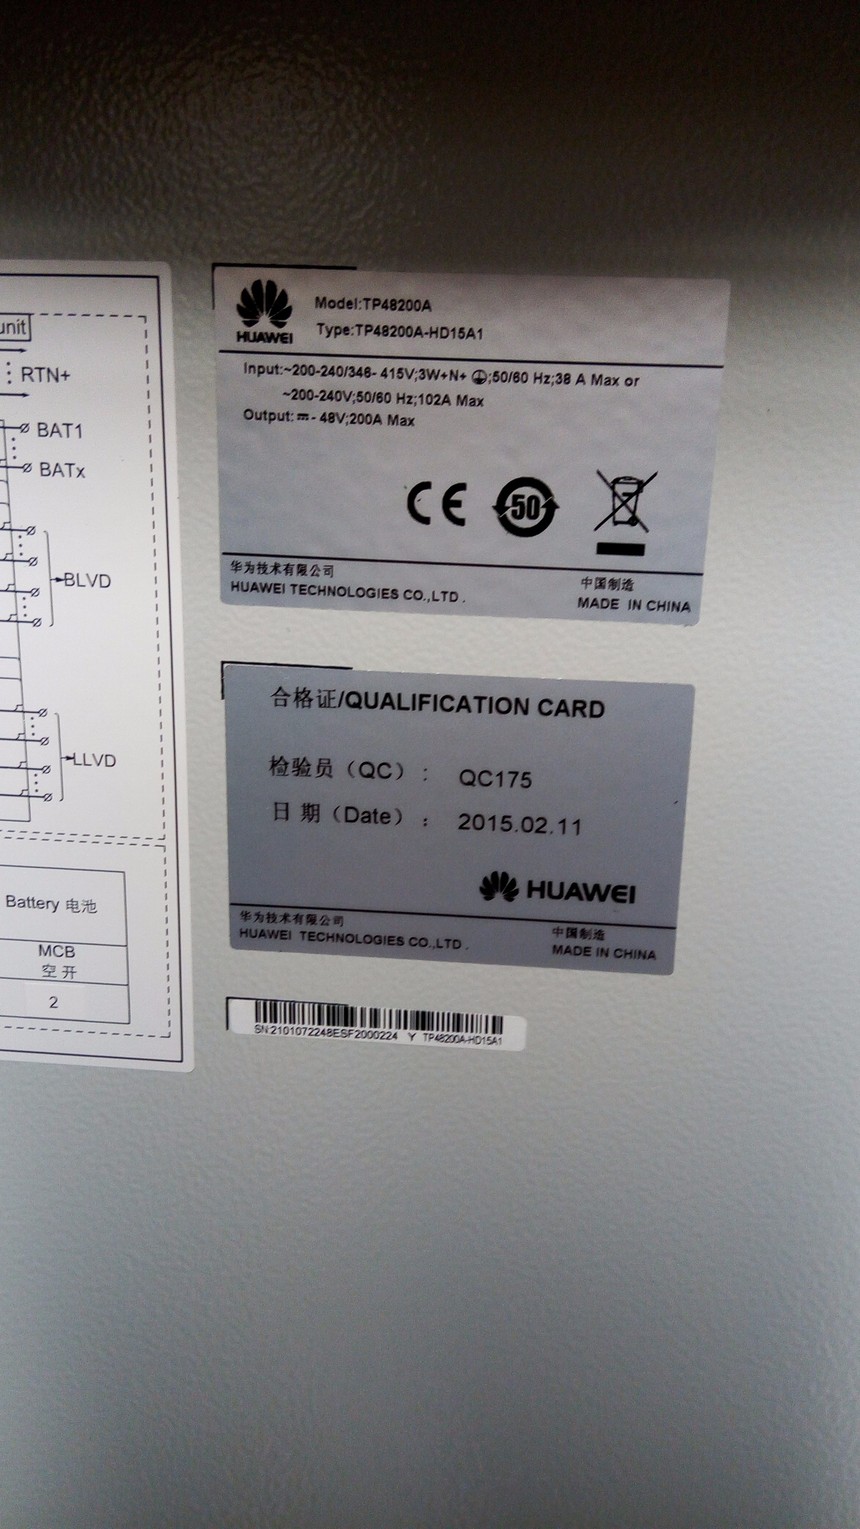 unit
RTN+
BAT1
BATx
BLVD
LLVD
Battery 电池
MCB
空开
2
HUAWEI
Model:TP48200A
Type:TP48200A-HD15A1
Input:~200-240/346- 415V;3W+N+ ;50/60 Hz;38 A Max or
~200-240V;50/60 Hz;102A Max
Output: - 48V;200A Max
CE 50
华为技术有限公司 中国制造
HUAWEI TECHNOLOGIES CO.,LTD. MADE IN CHINA
合格证/QUALIFICATION CARD
检验员(QC): QC175
日 期(Date): 2015.02.11
HUAWEI
华为技术有限公司 中国制造
HUAWEI TECHNOLOGIES CO.,LTD. MADE IN CHINA
SN:2101072248ESF2000224 Y TP48200A-HD15A1